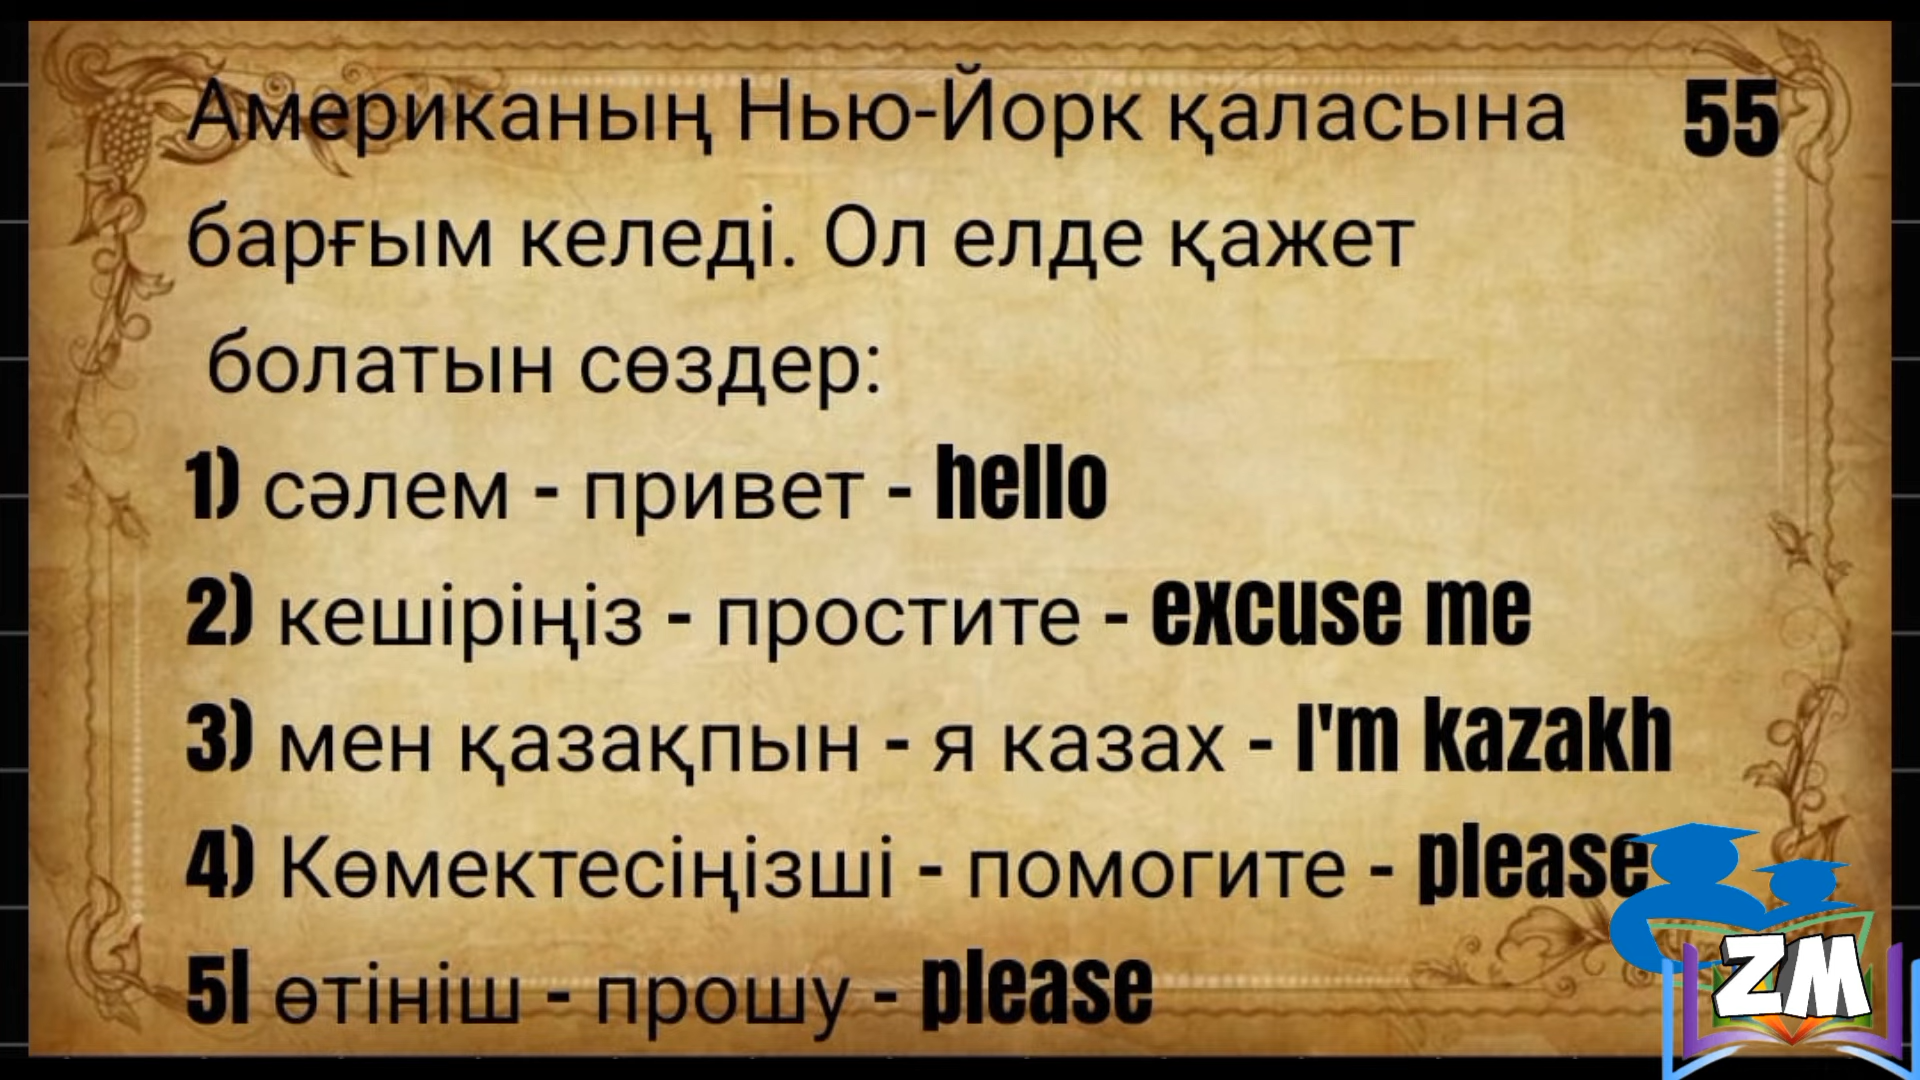 Американың Нью-Йорк қаласына 55
барғым келеді. Ол елде қажет
болатын сөздер:
1) сәлем - привет - hello
2) кешіріңіз - простите - excuse me
3) мен қазақпын - я казах - I'm kazakh
4) Көмектесіңізші - помогите - please
5l өтініш - прошу - please
ZM